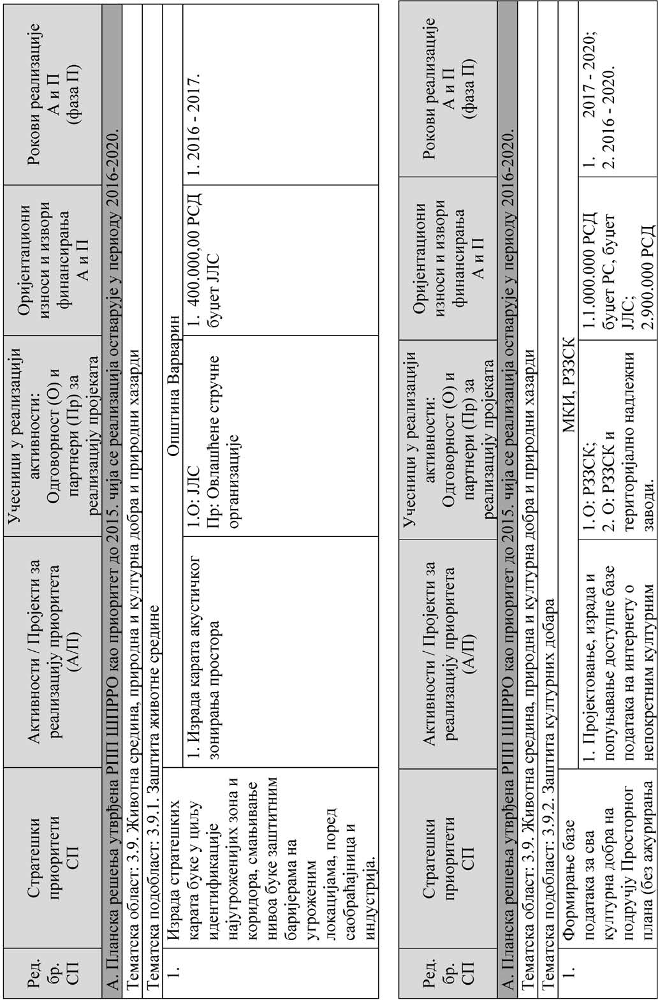 Ред.
бр.
СП
Стратешки
приоритети
СП
Активности / Пројекти за
реализацију приоритета
(А/П)
Учесници у реализацији
активности:
Одговорност (О) и
партнери (Пр) за
реализацију пројеката
Оријентациони
износи и извори
финансирања
А и П
Рокови реализације
А и П
(фаза П)
А. Планска решења утврђена РПП ШПРРО као приоритет до 2015. чија се реализација остварује у периоду 2016-2020.
Тематска област: 3.9. Животна средина, природна и културна добра и природни хазарди
Тематска подобласт: 3.9.1. Заштита животне средине
1.
Израда стратешких
карата буке у циљу
идентификације
најугроженијих зона и
коридора, смањивање
нивоа буке заштитним
баријерама на
угроженим
локацијама, поред
саобраћајница и
индустрија.
Општина Варварин
1. Израда карата акустичког
зонирања простора
1.О: ЈЛС
Пр: Овлашћене стручне
организације
1. 400.000,00 РСД
буџет ЈЛС
1. 2016 - 2017.
Ред.
бр.
СП
Стратешки
приоритети
СП
Активности / Пројекти за
реализацију приоритета
(А/П)
Учесници у реализацији
активности:
Одговорност (О) и
партнери (Пр) за
реализацију пројеката
Оријентациони
износи и извори
финансирања
А и П
Рокови реализације
А и П
(фаза П)
А. Планска решења утврђена РПП ШПРРО као приоритет до 2015. чија се реализација остварује у периоду 2016-2020.
Тематска област: 3.9. Животна средина, природна и културна добра и природни хазарди
Тематска подобласт: 3.9.2. Заштита културних добара
1.
Формирање базе
података за сва
културна добра на
подручју Просторног
плана (без ажурирања
МКИ, РЗЗСК
1. Пројектовање, израда и
попуњавање доступне базе
података на интернету о
непокретним културним
1. О: РЗЗСК;
2. О: РЗЗСК и
територијално надлежни
заводи.
1.1.000.000 РСД
буџет РС, буџет
ЈЛС;
2.900.000 РСД
1. 2017 - 2020;
2. 2016 - 2020.